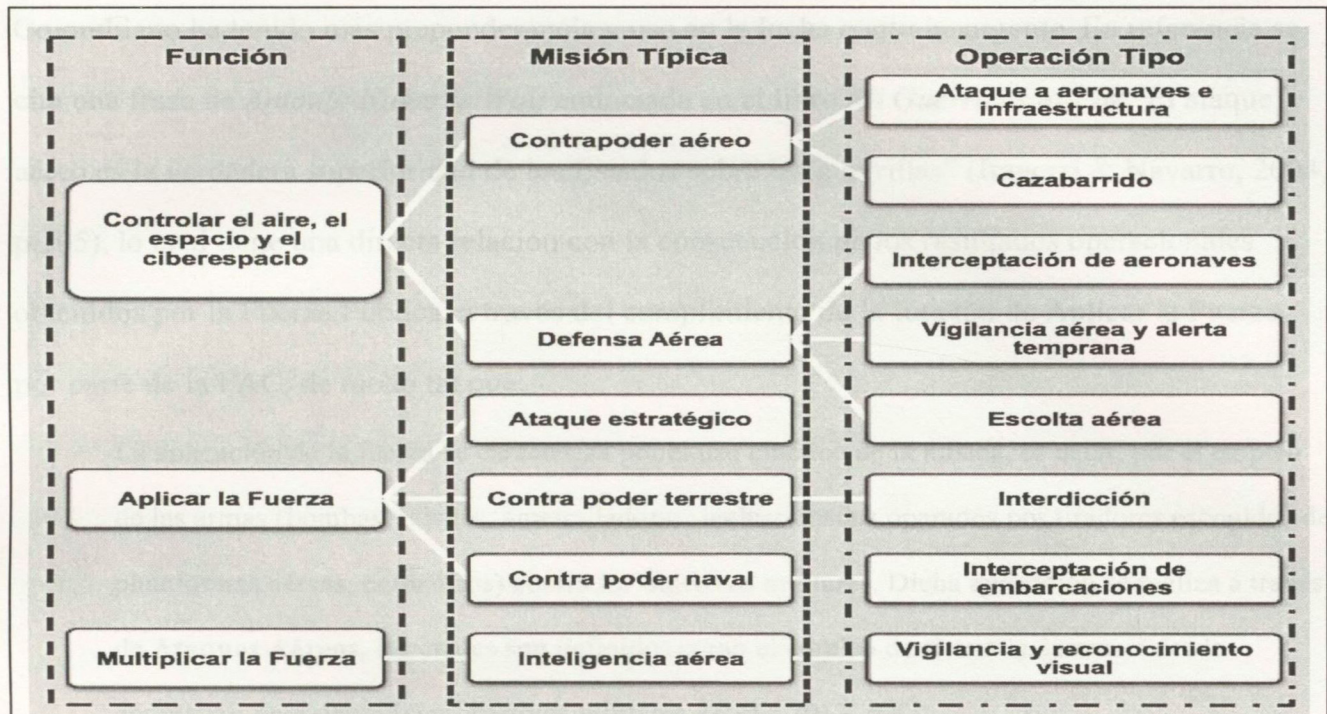 Función
Misión Típica
Operación Tipo
Controlar el aire, el
espacio y el
ciberespacio
Aplicar la Fuerza
Multiplicar la Fuerza
Contrapoder aéreo
Defensa Aérea
Ataque estratégico
Contra poder terrestre
Contra poder naval
Inteligencia aérea
Ataque a aeronaves e
infraestructura
Cazabarrido
Interceptación de aeronaves
Vigilancia aérea y alerta
temprana
Escolta aérea
Interdicción
Interceptación de
embarcaciones
Vigilancia y reconocimiento
visual